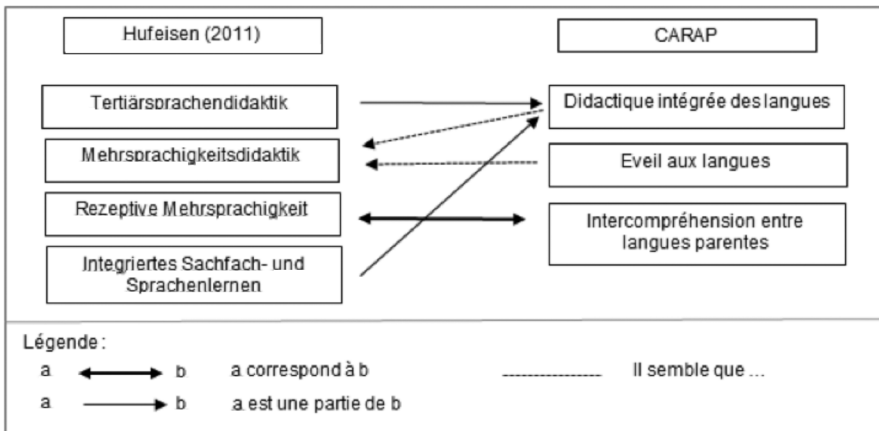 Hufeisen (2011)
CARAP
Tertiärsprachendidaktik
Didactique intégrée des langues
Mehrsprachigkeitsdidaktik
Eveil aux langues
Rezeptive Mehrsprachigkeit
Intercompréhension entre
langues parentes
Integriertes Sachfach- und
Sprachenlernen
Légende :
a b a correspond à b Il semble que ...
a b a est une partie de b